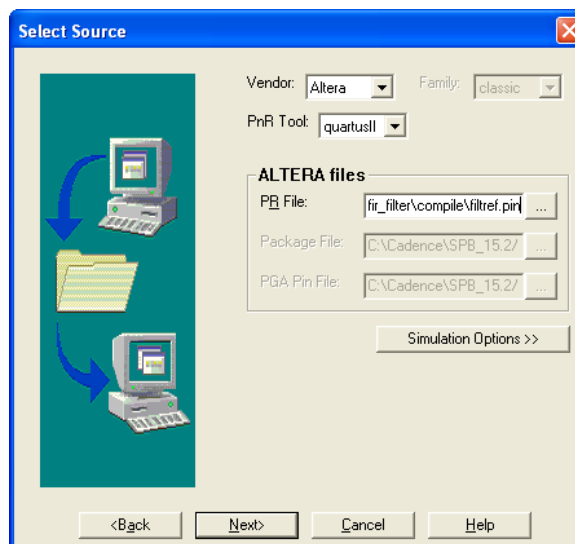 Select Source
Vendor: Altera Family: classic
PnR Tool: quartusII
ALTERA files
PR File: fir_filter\compile\filtref.pin ...
Package File: C:\Cadence\SPB_15.2/ ...
PGA Pin File: C:\Cadence\SPB_15.2/ ...
Simulation Options >>
<Back Next> Cancel Help